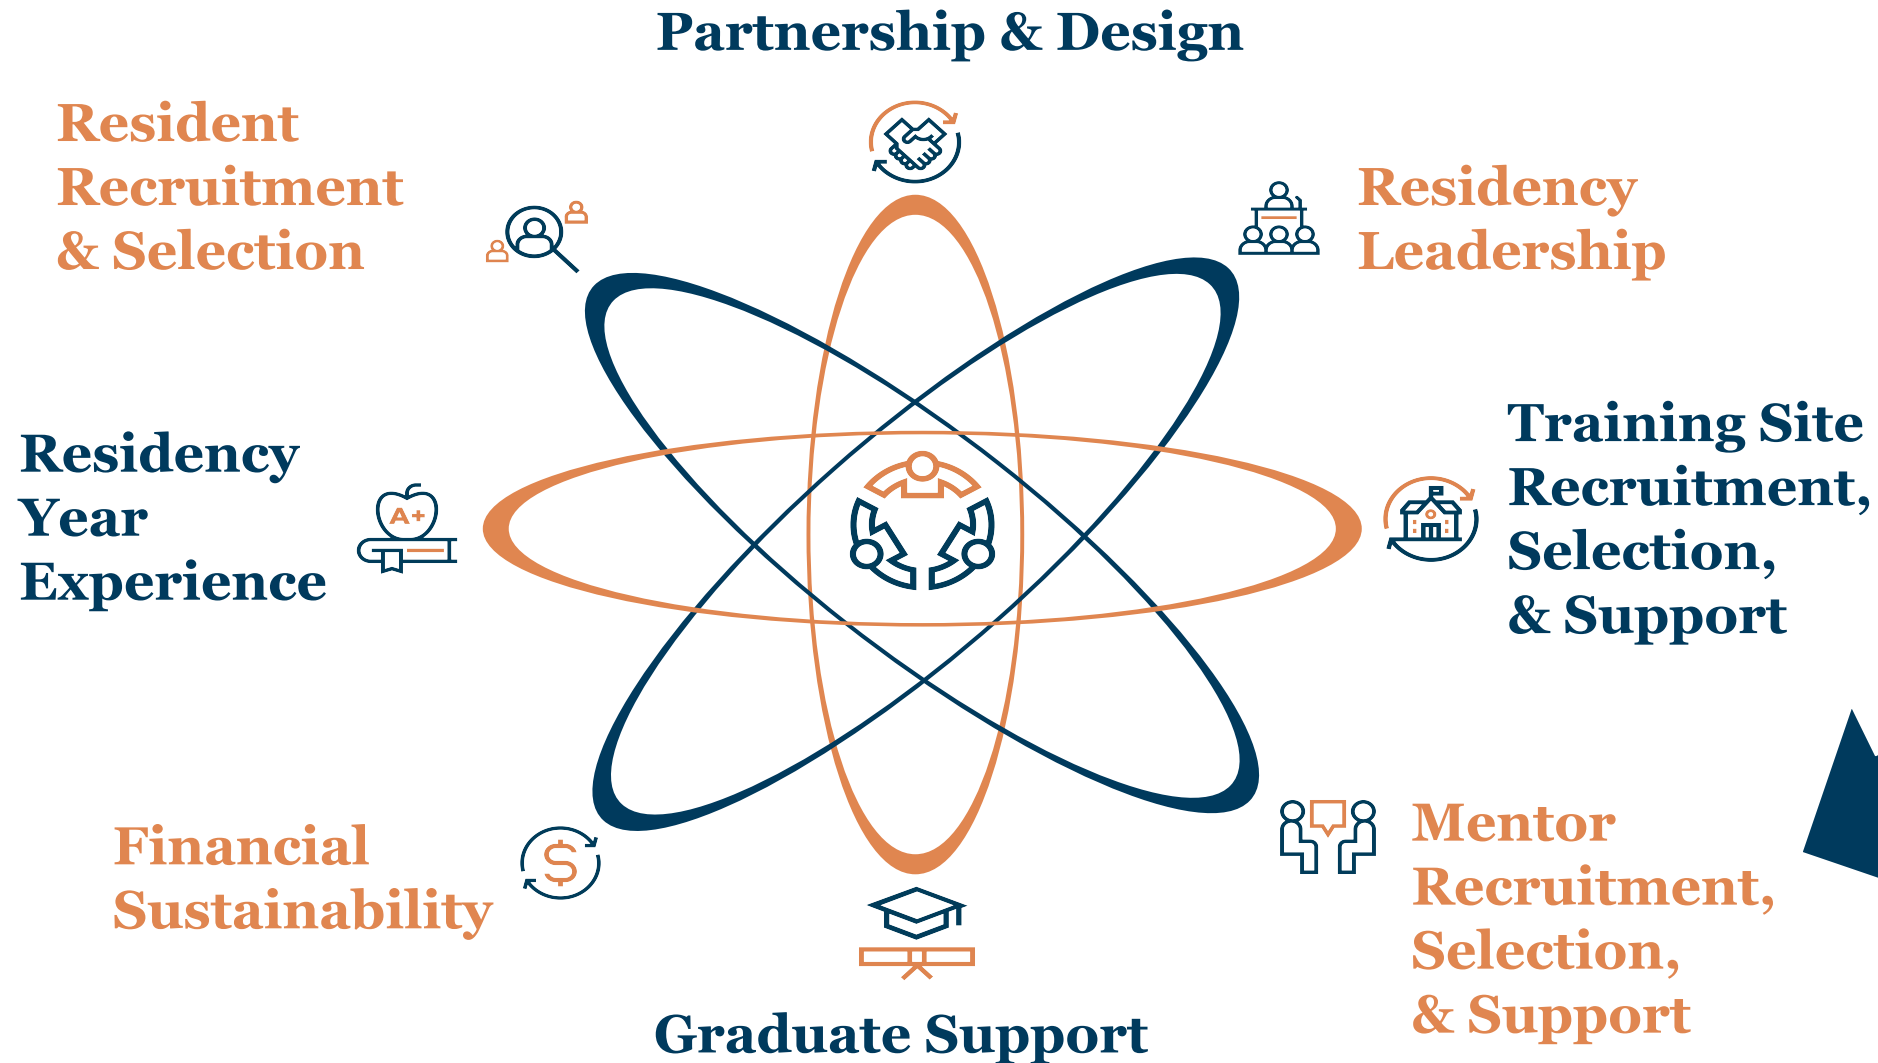 Partnership & Design
Resident
Recruitment
& Selection
Residency
Leadership
Residency
Year
Experience
A+
Training Site
Recruitment,
Selection,
& Support
Financial
Sustainability
$
Mentor
Recruitment,
Selection,
& Support
Graduate Support